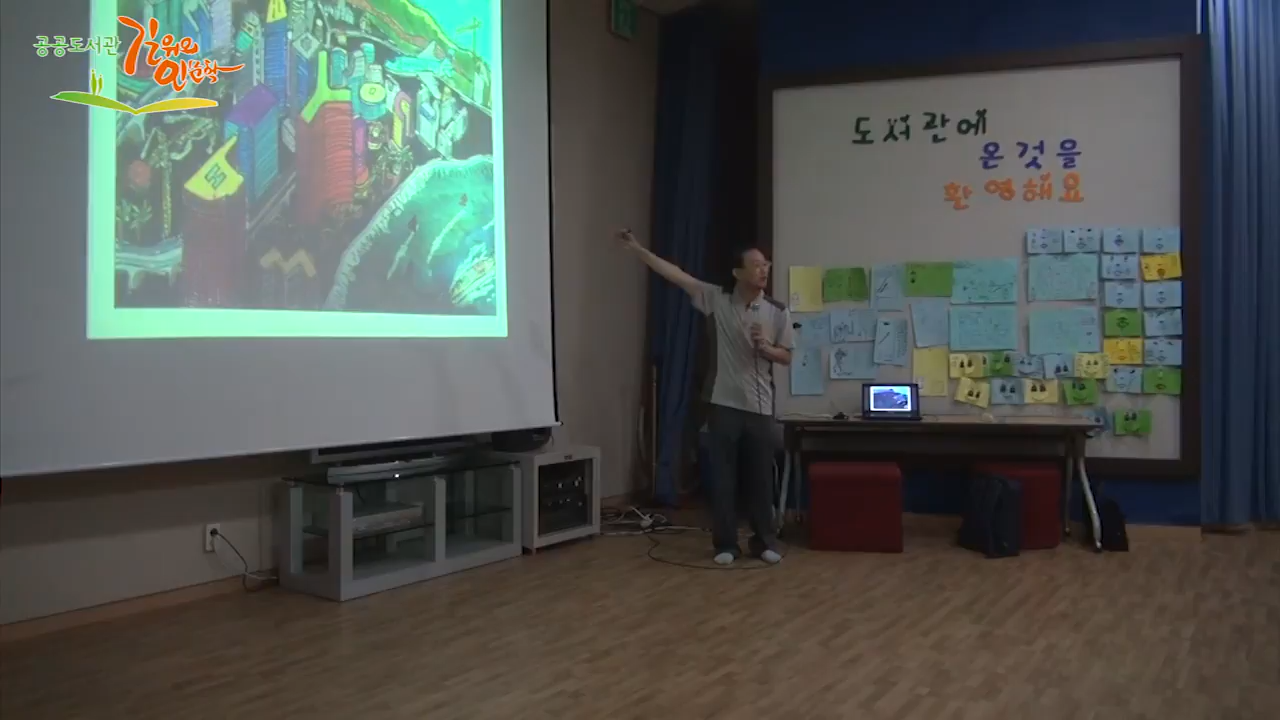 공공도서관
길 위의
인문학
도서관에
온 것을
환영해요